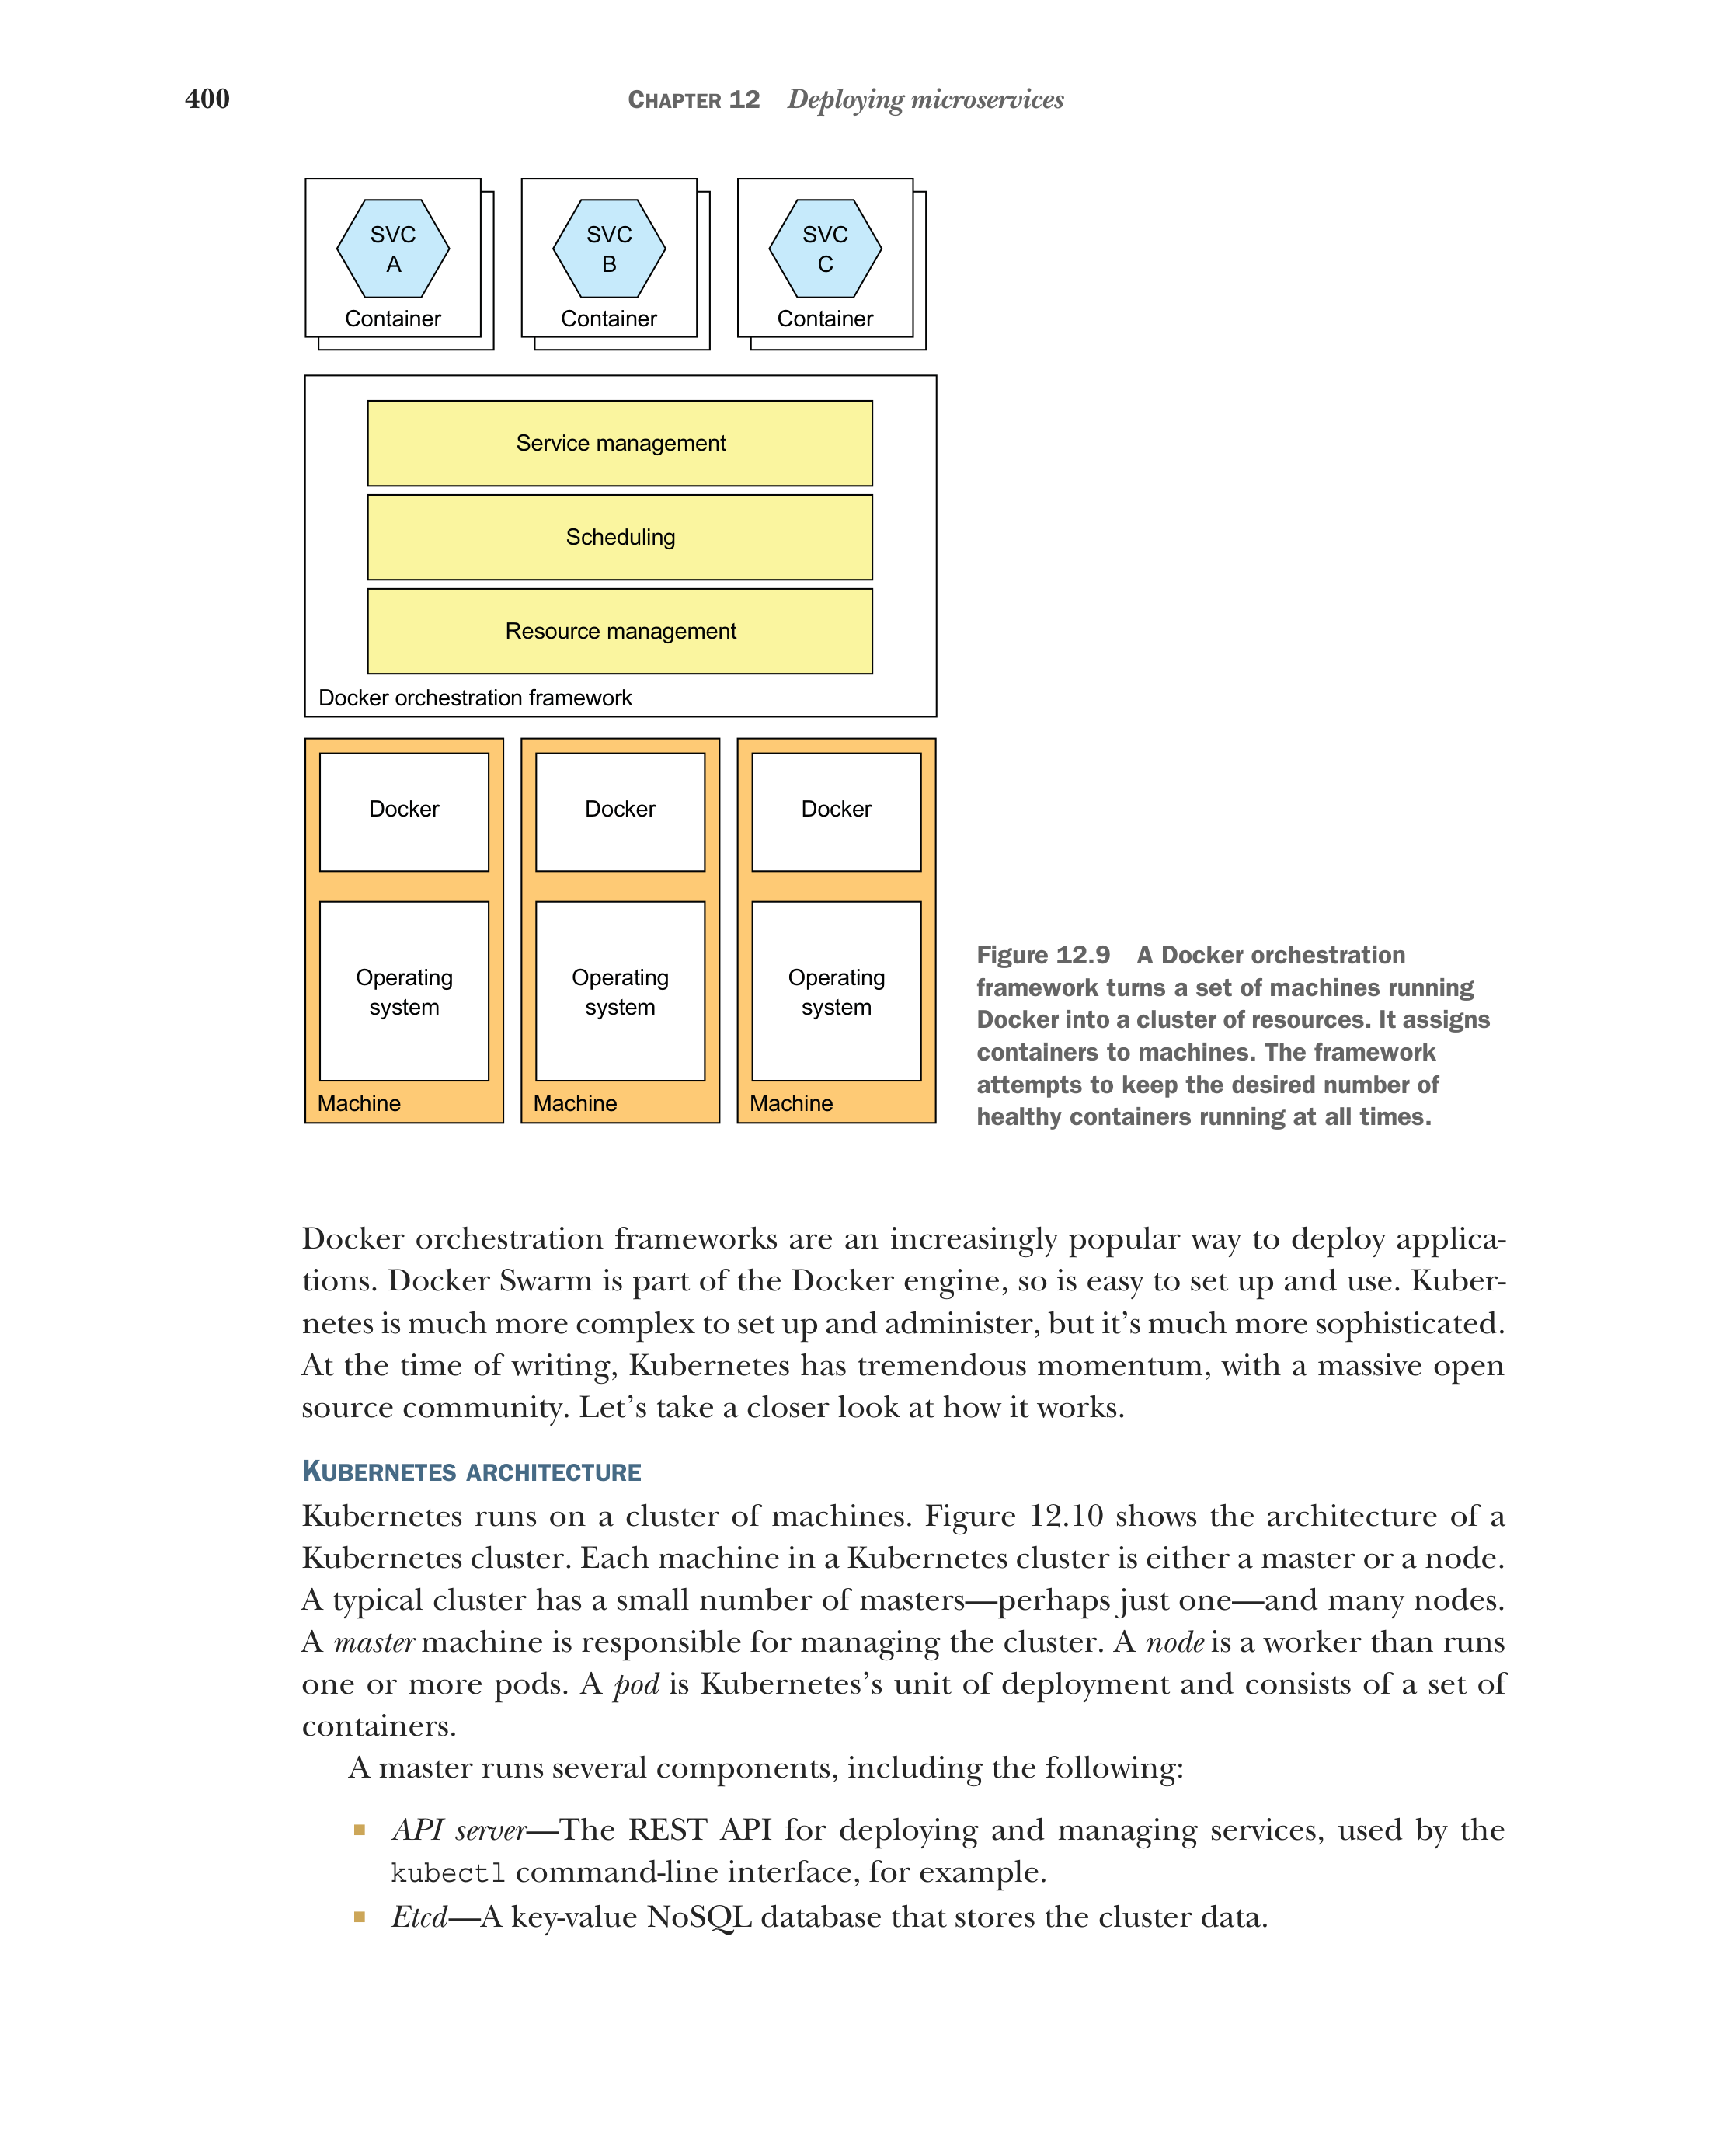 400
CHAPTER 12 Deploying microservices
SVC
A
Container
SVC
B
Container
SVC
C
Container
Service management
Scheduling
Resource management
Docker orchestration framework
Docker
Docker
Docker
Operating
system
Operating
system
Operating
system
Machine
Machine
Machine
Figure 12.9 A Docker orchestration
framework turns a set of machines running
Docker into a cluster of resources. It assigns
containers to machines. The framework
attempts to keep the desired number of
healthy containers running at all times.
Docker orchestration frameworks are an increasingly popular way to deploy applica-
tions. Docker Swarm is part of the Docker engine, so is easy to set up and use. Kuber-
netes is much more complex to set up and administer, but it’s much more sophisticated.
At the time of writing, Kubernetes has tremendous momentum, with a massive open
source community. Let’s take a closer look at how it works.
KUBERNETES ARCHITECTURE
Kubernetes runs on a cluster of machines. Figure 12.10 shows the architecture of a
Kubernetes cluster. Each machine in a Kubernetes cluster is either a master or a node.
A typical cluster has a small number of masters—perhaps just one—and many nodes.
A master machine is responsible for managing the cluster. A node is a worker than runs
one or more pods. A pod is Kubernetes’s unit of deployment and consists of a set of
containers.
A master runs several components, including the following:
■ API server—The REST API for deploying and managing services, used by the
kubectl command-line interface, for example.
■ Etcd—A key-value NoSQL database that stores the cluster data.